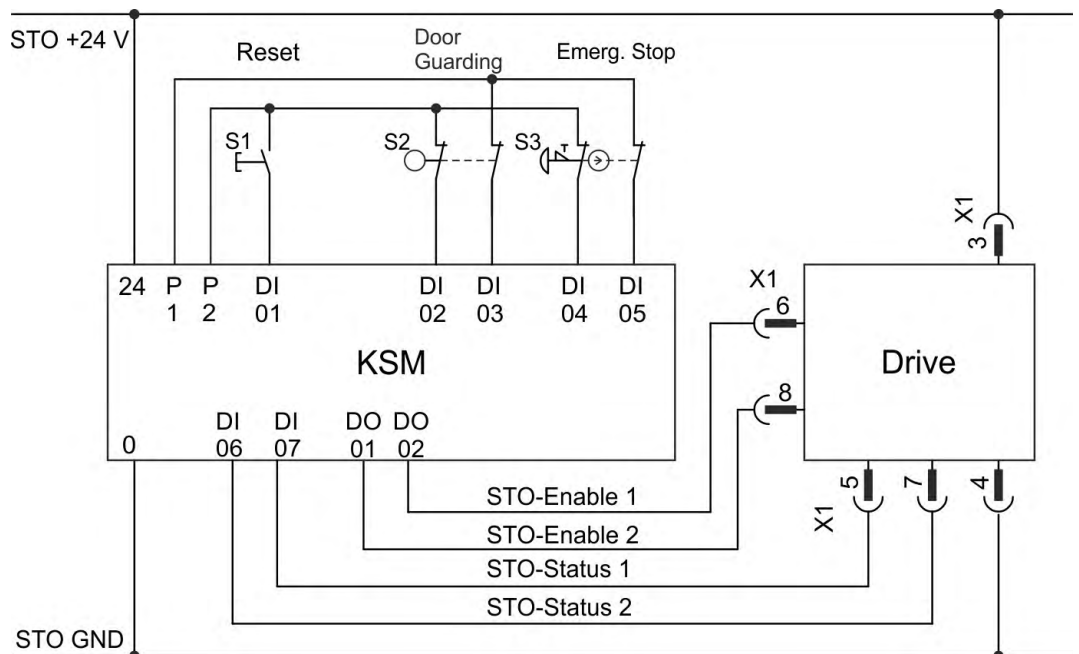 STO +24 V
Reset
Door
Guarding
Emerg. Stop
S1
S2
S3
X1
3
24 P P DI DI DI DI DI
1 2 01 02 03 04 05
X1
6
KSM
Drive
8
DI DI DO DO
0 06 07 01 02
5 7 4
X1
STO-Enable 1
STO-Enable 2
STO-Status 1
STO-Status 2
STO GND